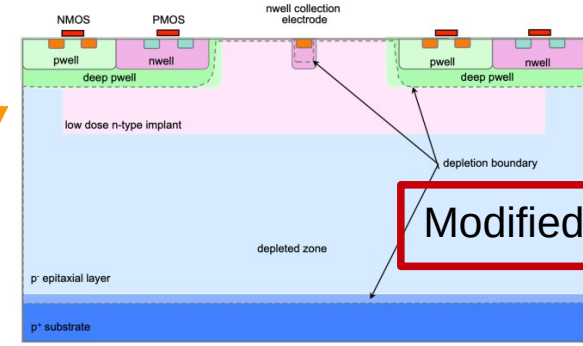 nwell collection
electrode
NMOS
PMOS
pwell
nwell
deep pwell
pwell
nwell
deep pwell
low dose n-type implant
depletion boundary
Modified
depleted zone
p- epitaxial layer
p+ substrate